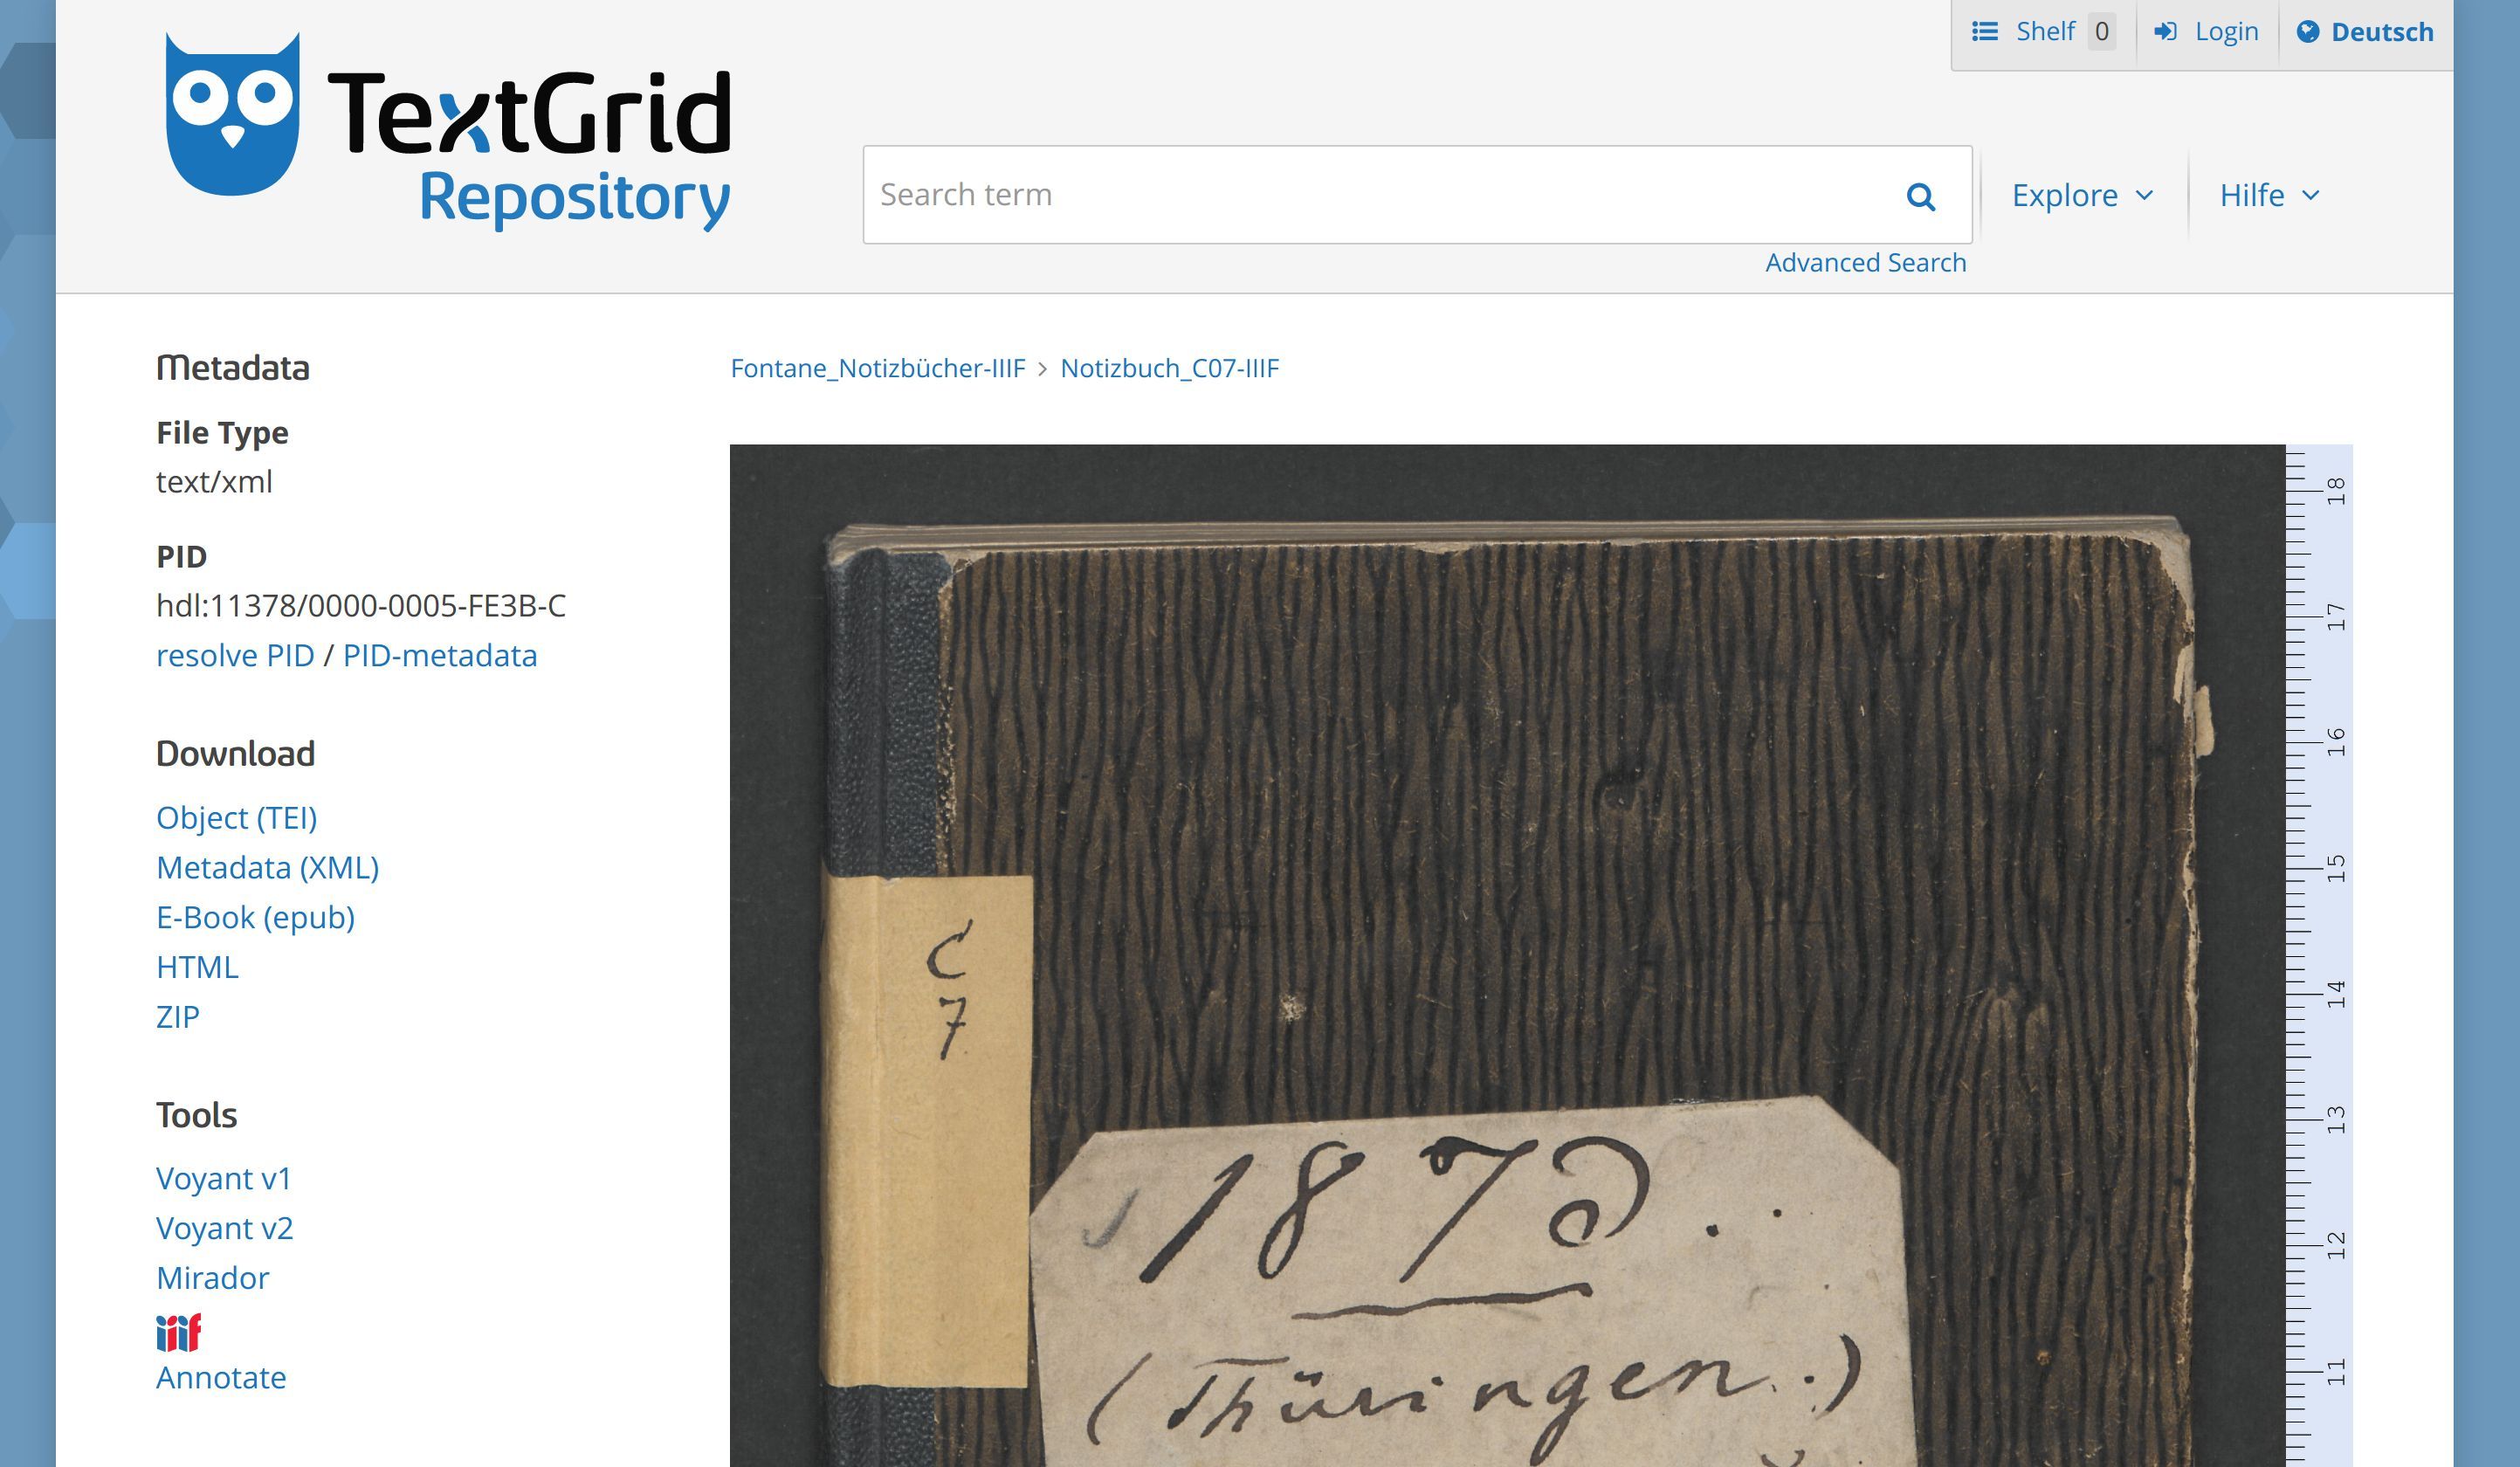 Shelf 0 Login Deutsch
TextGrid
Repository
Search term
Explore
Hilfe
Advanced Search
Metadata
File Type
text/xml
PID
hdl:11378/0000-0005-FE3B-C
resolve PID / PID-metadata
Download
Object (TEI)
Metadata (XML)
E-Book (epub)
HTML
ZIP
Tools
Voyant v1
Voyant v2
Mirador
iiif
Annotate
Fontane_Notizbücher-IIIF > Notizbuch_C07-IIIF
C
7
1873.
(Thüringen.)
18
17
16
15
14
13
12
11